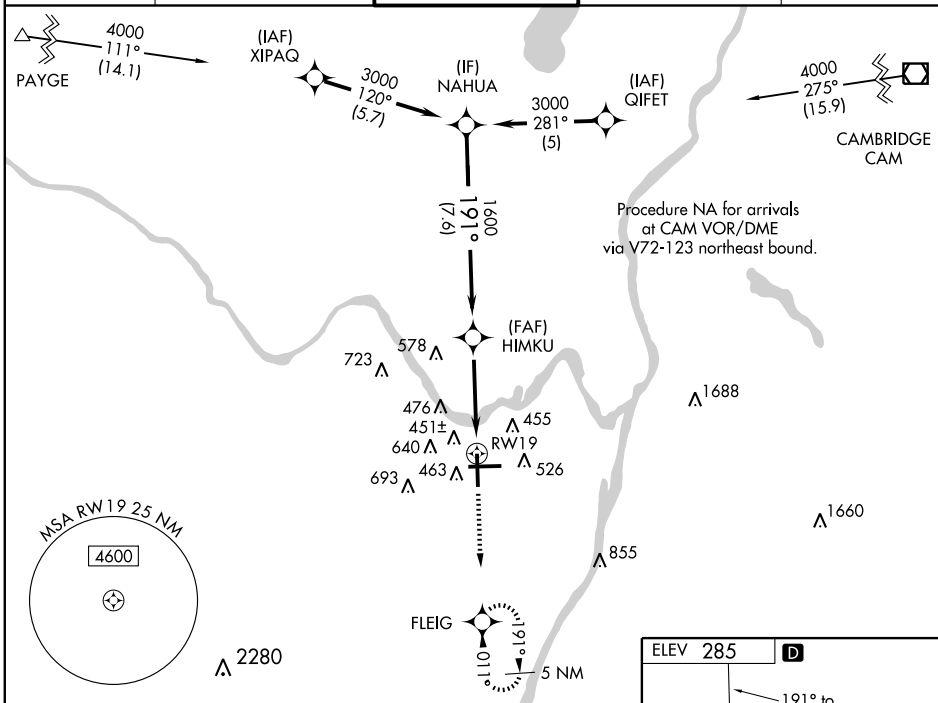 4000
111°
(14.1)
PAYGE
(IAF)
XIPAQ
3000
120°
(5.7)
(IF)
NAHUA
3000
281°
(5)
(IAF)
QIFET
4000
275°
(15.9)
CAMBRIDGE
CAM
1600
191°
(7.6)
Procedure NA for arrivals
at CAM VOR/DME
via V72-123 northeast bound.
(FAF)
HIMKU
578
723
476
451±
640
463
693
455
RW19
526
1688
1660
855
MSA RW19 25 NM
4600
2280
FLEIG
191°
011°
5 NM
ELEV 285
D
191° to